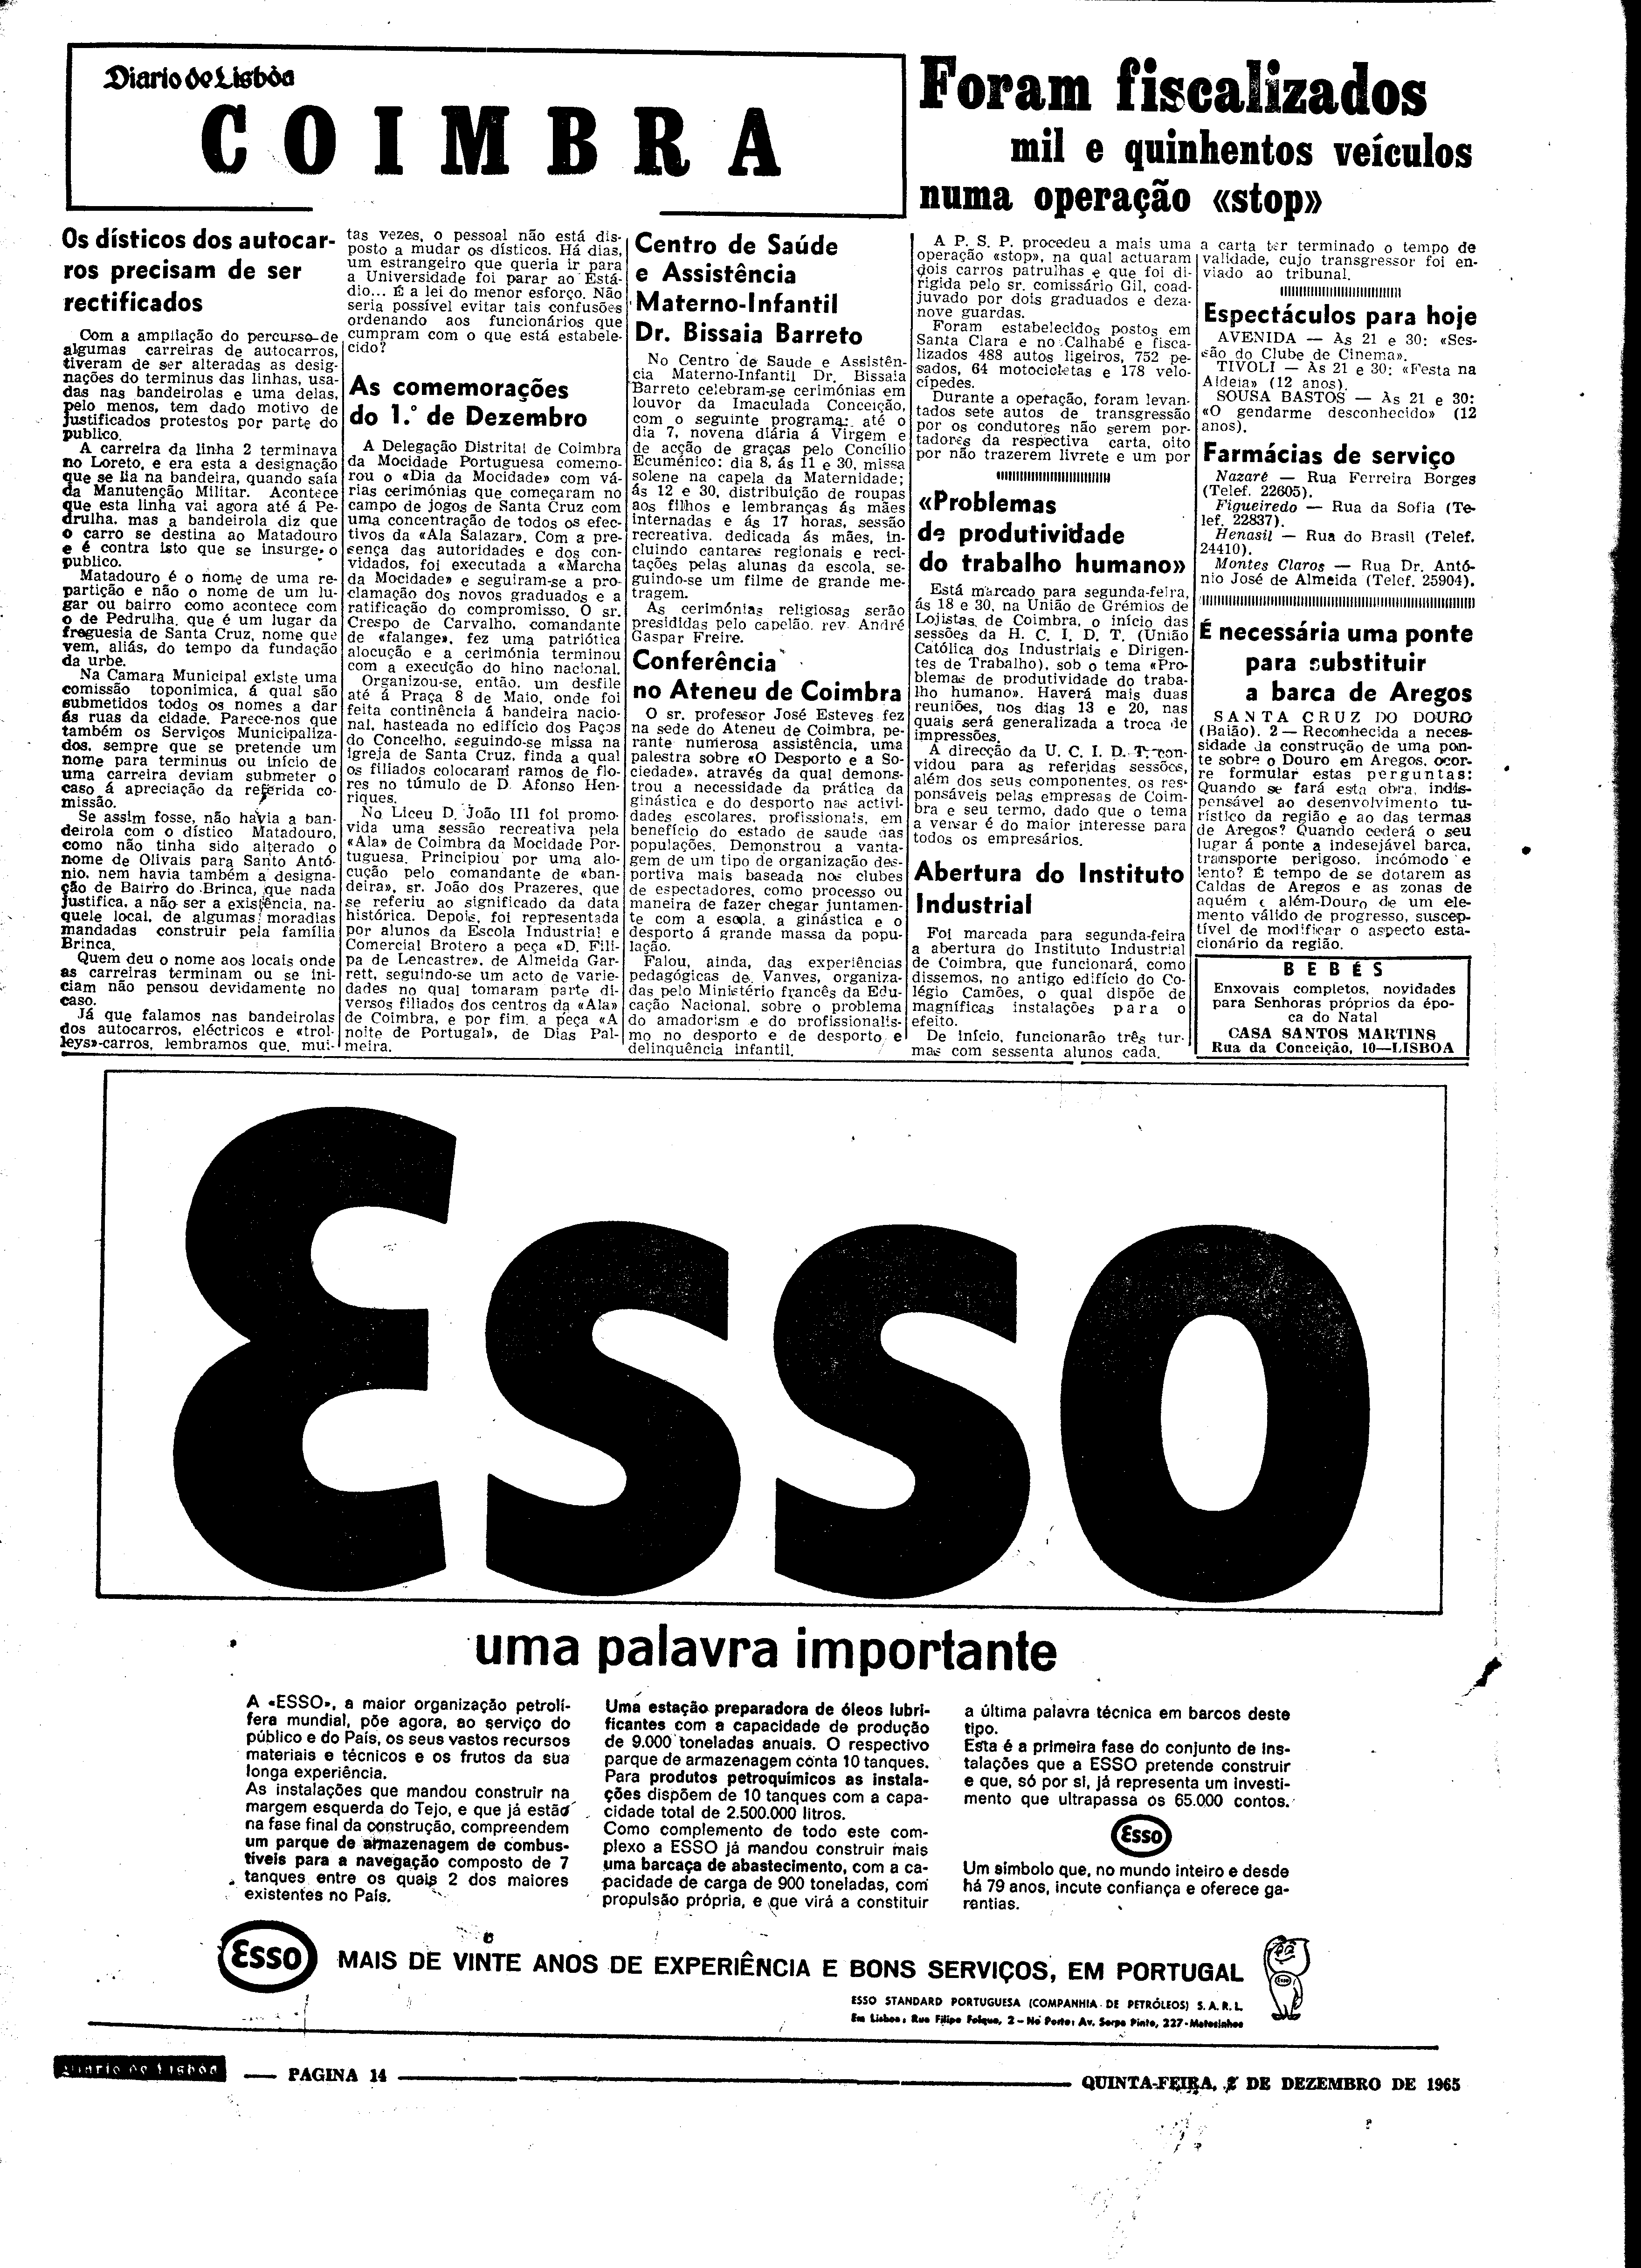 Diario de Lisbôa
COIMBRA
Foram fiscalizados
mil e quinhentos veículos
numa operação «stop»
Os dísticos dos autocar-
ros precisam de ser
rectificados
Com a ampliação do percurso de
algumas carreiras de autocarros,
tiveram de ser alteradas as desig-
nações do terminus das linhas, usa-
das nas bandeirolas e uma delas,
pelo menos, tem dado motivo de
justificados protestos por parte do
publico.
A carreira da linha 2 terminava
no Loreto, e era esta a designação
que se lia na bandeira, quando saía
da Manutenção Militar. Acontece
que esta linha vai agora até á Pe-
drulha, mas a bandeirola diz que
o carro se destina ao Matadouro
e é contra isto que se insurge o
publico.
Matadouro é o nome de uma re-
partição e não o nome de um lu-
gar ou bairro como acontece com
o de Pedrulha, que é um lugar da
freguesia de Santa Cruz, nome que
vem, aliás, do tempo da fundação
da urbe.
Na Camara Municipal existe uma
comissão toponímica, á qual são
submetidos todos os nomes a dar
ás ruas da cidade. Parece-nos que
também os Serviços Municipaliza-
dos, sempre que se pretende um
nome para terminus ou início de
uma carreira deviam submeter o
caso á apreciação da referida co-
missão.
Se assim fosse, não havia a ban-
deirola com o dístico Matadouro,
como não tinha sido alterado o
nome de Olivais para Santo Antó-
nio, nem havia também a designa-
ção de Bairro do Brinca, que nada
justifica, a não ser a existência, na-
quele local, de algumas moradias
mandadas construir pela família
Brinca.
Quem deu o nome aos locais onde
as carreiras terminam ou se ini-
ciam não pensou devidamente no
caso.
Já que falamos nas bandeirolas
dos autocarros, eléctricos e «trol-
leys»-carros, lembramos que, mui-
tas vezes, o pessoal não está dis-
posto a mudar os dísticos. Há dias,
um estrangeiro que queria ir para
a Universidade foi parar ao Está-
dio... É a lei do menor esforço. Não
seria possível evitar tais confusões
ordenando aos funcionários que
cumpram com o que está estabele-
cido?
As comemorações
do 1.º de Dezembro
A Delegação Distrital de Coimbra
da Mocidade Portuguesa comemo-
rou o «Dia da Mocidade» com vá-
rias cerimónias que começaram no
campo de jogos de Santa Cruz com
uma concentração de todos os efec-
tivos da «Ala Salazar». Com a pre-
sença das autoridades e dos con-
vidados, foi executada a «Marcha
da Mocidade» e seguiram-se a pro-
clamação dos novos graduados e a
ratificação do compromisso. O sr.
Crespo de Carvalho, comandante
de «falange», fez uma patriótica
alocução e a cerimónia terminou
com a execução do hino nacional.
Organizou-se, então, um desfile
até á Praça 8 de Maio, onde foi
feita continência á bandeira nacio-
nal, hasteada no edifício dos Paços
do Concelho, seguindo-se missa na
igreja de Santa Cruz, finda a qual
os filiados colocaram ramos de flo-
res no túmulo de D. Afonso Hen-
riques.
No Liceu D. João III foi promo-
vida uma sessão recreativa pela
«Ala» de Coimbra da Mocidade Por-
tuguesa. Principiou por uma alo-
cução pelo comandante de «ban-
deira», sr. João dos Prazeres, que
se referiu ao significado da data
histórica. Depois, foi representada
por alunos da Escola Industrial e
Comercial Brotero a peça «D. Fili-
pa de Lencastre», de Almeida Gar-
rett, seguindo-se um acto de varie-
dades no qual tomaram parte di-
versos filiados dos centros da «Ala»
de Coimbra, e por fim, a peça «A
noite de Portugal», de Dias Pal-
meira.
Centro de Saúde
e Assistência
Materno-Infantil
Dr. Bissaia Barreto
No Centro de Saude e Assistên-
cia Materno-Infantil Dr. Bissaia
Barreto celebram-se cerimónias em
louvor da Imaculada Conceição,
com o seguinte programa: até o
dia 7, novena diária á Virgem e
de acção de graças pelo Concílio
Ecuménico; dia 8, ás 11 e 30, missa
solene na capela da Maternidade;
ás 12 e 30, distribuição de roupas
aos filhos e lembranças ás mães
internadas e ás 17 horas, sessão
recreativa, dedicada ás mães, in-
cluindo cantares regionais e reci-
tações pelas alunas da escola, se-
guindo-se um filme de grande me-
tragem.
As cerimónias religiosas serão
presididas pelo capelão, rev. André
Gaspar Freire.
Conferência
no Ateneu de Coimbra
O sr. professor José Esteves fez
na sede do Ateneu de Coimbra, pe-
rante numerosa assistência, uma
palestra sobre «O Desporto e a So-
ciedade», através da qual demons-
trou a necessidade da prática da
ginástica e do desporto nas activi-
dades escolares, profissionais, em
benefício do estado de saude das
populações. Demonstrou a vanta-
gem de um tipo de organização des-
portiva mais baseada nos clubes
de espectadores, como processo ou
maneira de fazer chegar juntamen-
te com a escola, a ginástica e o
desporto á grande massa da popu-
lação.
Falou, ainda, das experiências
pedagógicas de Vanves, organiza-
das pelo Ministério francês da Edu-
cação Nacional, sobre o problema
do amadorism e do profissionalis-
mo no desporto e de desporto e
delinquência infantil.
A P. S. P. procedeu a mais uma
operação «stop», na qual actuaram
dois carros patrulhas e que foi di-
rigida pelo sr. comissário Gil, coad-
juvado por dois graduados e deza-
nove guardas.
Foram estabelecidos postos em
Santa Clara e no Calhabé e fisca-
lizados 488 autos ligeiros, 752 pe-
sados, 64 motocicletas e 178 velo-
cípedes.
Durante a operação, foram levan-
tados sete autos de transgressão
por os condutores não serem por-
tadores da respectiva carta, oito
por não trazerem livrete e um por
a carta ter terminado o tempo de
validade, cujo transgressor foi en-
viado ao tribunal.
«Problemas
de produtividade
do trabalho humano»
Está marcado para segunda-feira,
ás 18 e 30, na União de Grémios de
Lojistas, de Coimbra, o início das
sessões da H. C. I. D. T. (União
Católica dos Industriais e Dirigen-
tes de Trabalho), sob o tema «Pro-
blemas de produtividade do traba-
lho humano». Haverá mais duas
reuniões, nos dias 13 e 20, nas
quais será generalizada a troca de
impressões.
A direcção da U. C. I. D. T. con-
vidou para as referidas sessões,
além dos seus componentes, os res-
ponsáveis pelas empresas de Coim-
bra e seu termo, dado que o tema
a versar é do maior interesse para
todos os empresários.
Abertura do Instituto
Industrial
Foi marcada para segunda-feira
a abertura do Instituto Industrial
de Coimbra, que funcionará, como
dissemos, no antigo edifício do Co-
légio Camões, o qual dispõe de
magníficas instalações para o
efeito.
De início, funcionarão três tur-
mas com sessenta alunos cada.
Espectáculos para hoje
AVENIDA — Às 21 e 30: «Ses-
são do Clube de Cinema».
TIVOLI — Às 21 e 30: «Festa na
Aldeia» (12 anos).
SOUSA BASTOS — Às 21 e 30:
«O gendarme desconhecido» (12
anos).
Farmácias de serviço
Nazaré — Rua Ferreira Borges
(Telef. 22605).
Figueiredo — Rua da Sofia (Te-
lef. 22837).
Henasil — Rua do Brasil (Telef.
24410).
Montes Claros — Rua Dr. Antó-
nio José de Almeida (Telef. 25904).
É necessária uma ponte
para substituir
a barca de Aregos
SANTA CRUZ DO DOURO
(Baião), 2 — Reconhecida a neces-
sidade da construção de uma pon-
te sobre o Douro em Aregos, ocor-
re formular estas perguntas:
Quando se fará esta obra, indis-
pensável ao desenvolvimento tu-
rístico da região e ao das termas
de Aregos? Quando cederá o seu
lugar á ponte a indesejável barca,
transporte perigoso, incómodo e
lento? É tempo de se dotarem as
Caldas de Aregos e as zonas de
aquém e além-Douro de um ele-
mento válido de progresso, suscep-
tível de modificar o aspecto esta-
cionário da região.
BEBÉS
Enxovais completos, novidades
para Senhoras próprios da épo-
ca do Natal
CASA SANTOS MARTINS
Rua da Conceição, 10—LISBOA
Esso
uma palavra importante
A «ESSO», a maior organização petrolí-
fera mundial, põe agora, ao serviço do
público e do País, os seus vastos recursos
materiais e técnicos e os frutos da sua
longa experiência.
As instalações que mandou construir na
margem esquerda do Tejo, e que já estão
na fase final da construção, compreendem
um parque de armazenagem de combus-
tíveis para a navegação composto de 7
tanques entre os quais 2 dos maiores
existentes no País.
Uma estação preparadora de óleos lubri-
ficantes com a capacidade de produção
de 9.000 toneladas anuais. O respectivo
parque de armazenagem conta 10 tanques.
Para produtos petroquímicos as instala-
ções dispõem de 10 tanques com a capa-
cidade total de 2.500.000 litros.
Como complemento de todo este com-
plexo a ESSO já mandou construir mais
uma barcaça de abastecimento, com a ca-
pacidade de carga de 900 toneladas, com
propulsão própria, e que virá a constituir
a última palavra técnica em barcos deste
tipo.
Esta é a primeira fase do conjunto de ins-
talações que a ESSO pretende construir
e que, só por si, já representa um investi-
mento que ultrapassa os 65.000 contos.
Esso
Um símbolo que, no mundo inteiro e desde
há 79 anos, incute confiança e oferece ga-
rantias.
Esso
MAIS DE VINTE ANOS DE EXPERIÊNCIA E BONS SERVIÇOS, EM PORTUGAL
Esso
ESSO STANDARD PORTUGUESA (COMPANHIA DE PETRÓLEOS) S. A. R. L.
Em Lisboa: Rua Filipe Folque, 2 – No Porto: Av. Serpa Pinto, 227-Matosinhos
Diario de Lisbôa — PAGINA 14
QUINTA-FEIRA, 2 DE DEZEMBRO DE 1965